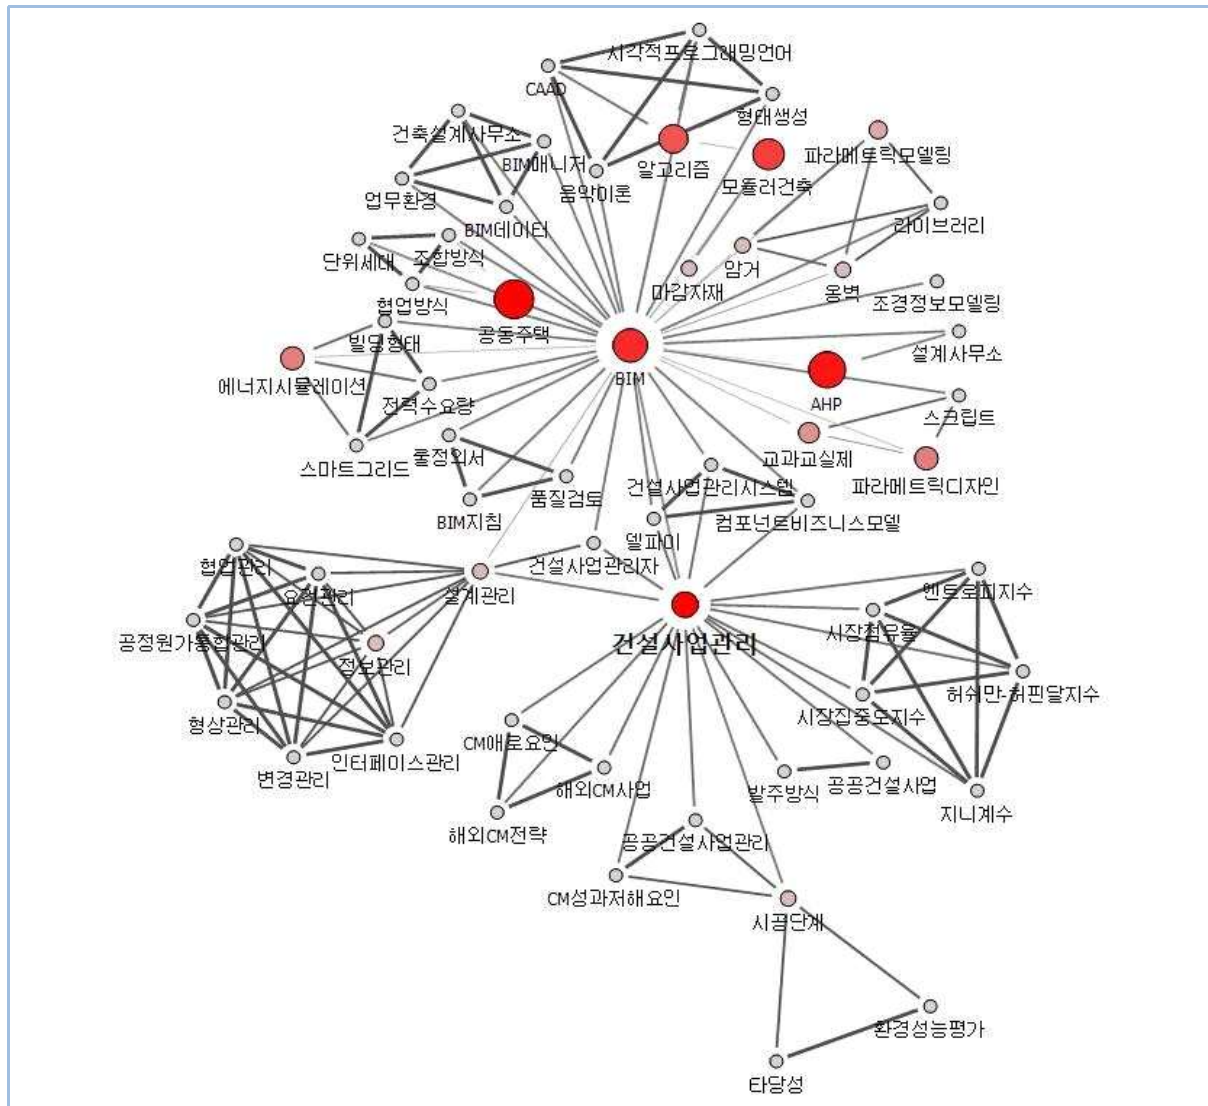 시각적프로그래밍언어
CAAD
형태생성
건축설계사무소
BIM매니저
알고리즘
모듈러건축
파라메트릭모델링
업무환경
음악이론
BIM데이터
라이브러리
단위세대
조합방식
암거
마감자재
옹벽
조경정보모델링
협업방식
공동주택
빌딩형태
설계사무소
BIM
에너지시뮬레이션
전력수요량
AHP
스크립트
스마트그리드
룰정의서
교과교실제
파라메트릭디자인
건설사업관리시스템
품질검토
BIM지침
컴포넌트비즈니스모델
델파이
협업관리
건설사업관리자
요현관리
설계관리
엔트로피지수
공정원가통합관리
정보관리
건설사업관리
시장점유율
허쉬만-허핀달지수
형상관리
시장집중도지수
CM애로요인
변경관리
인터페이스관리
해외CM사업
발주방식
공공건설사업
지니계수
해외CM전략
공공건설사업관리
CM성과저해요인
시공단계
환경성능평가
타당성